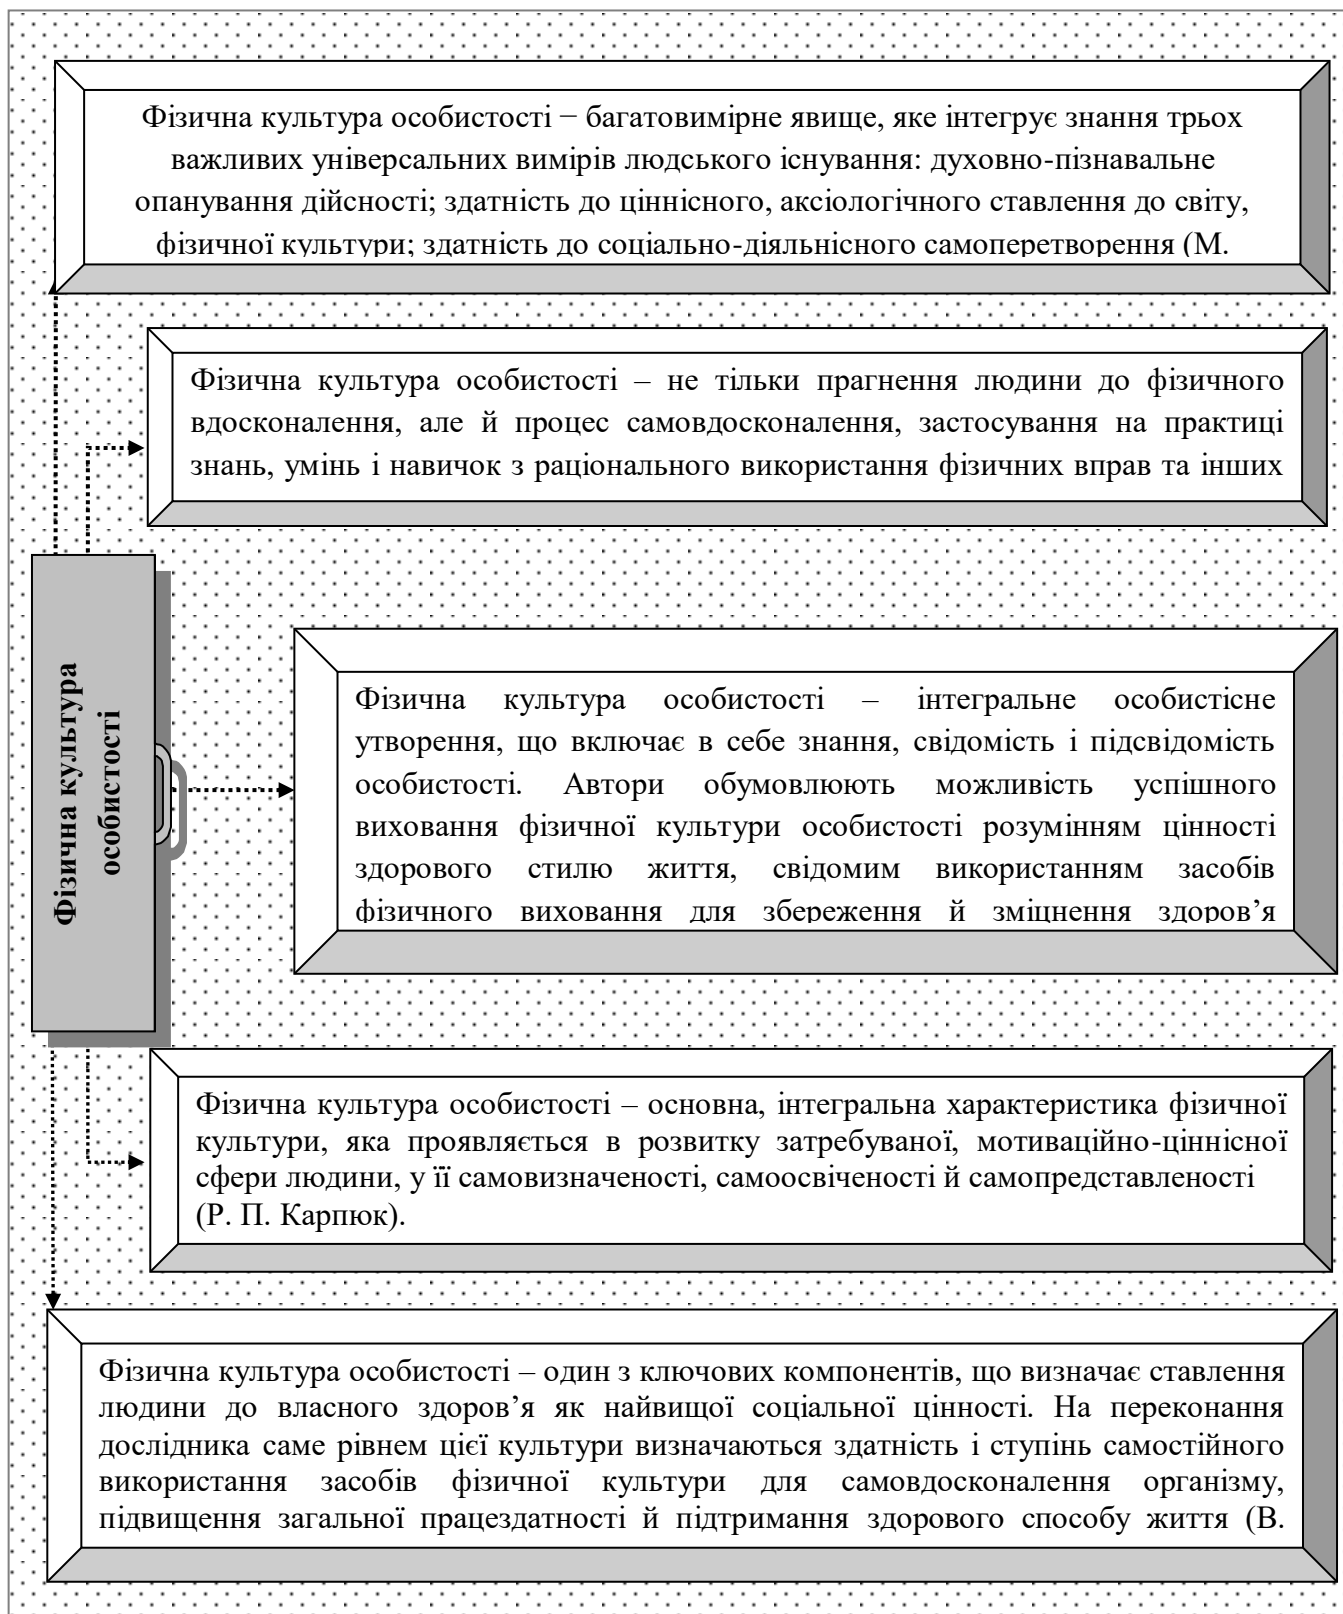 Фізична культура особистості − багатовимірне явище, яке інтегрує знання трьох
важливих універсальних вимірів людського існування: духовно-пізнавальне
опанування дійсності; здатність до ціннісного, аксіологічного ставлення до світу,
фізичної культури; здатність до соціально-діяльнісного самоперетворення (М.
Фізична культура особистості – не тільки прагнення людини до фізичного
вдосконалення, але й процес самовдосконалення, застосування на практиці
знань, умінь і навичок з раціонального використання фізичних вправ та інших
Фізична культура
особистості
Фізична культура особистості – інтегральне особистісне
утворення, що включає в себе знання, свідомість і підсвідомість
особистості. Автори обумовлюють можливість успішного
виховання фізичної культури особистості розумінням цінності
здорового стилю життя, свідомим використанням засобів
фізичного виховання для збереження й зміцнення здоров’я
Фізична культура особистості – основна, інтегральна характеристика фізичної
культури, яка проявляється в розвитку затребуваної, мотиваційно-ціннісної
сфери людини, у її самовизначеності, самоосвіченості й самопредставленості
(Р. П. Карпюк).
Фізична культура особистості – один з ключових компонентів, що визначає ставлення
людини до власного здоров’я як найвищої соціальної цінності. На переконання
дослідника саме рівнем цієї культури визначаються здатність і ступінь самостійного
використання засобів фізичної культури для самовдосконалення організму,
підвищення загальної працездатності й підтримання здорового способу життя (В.